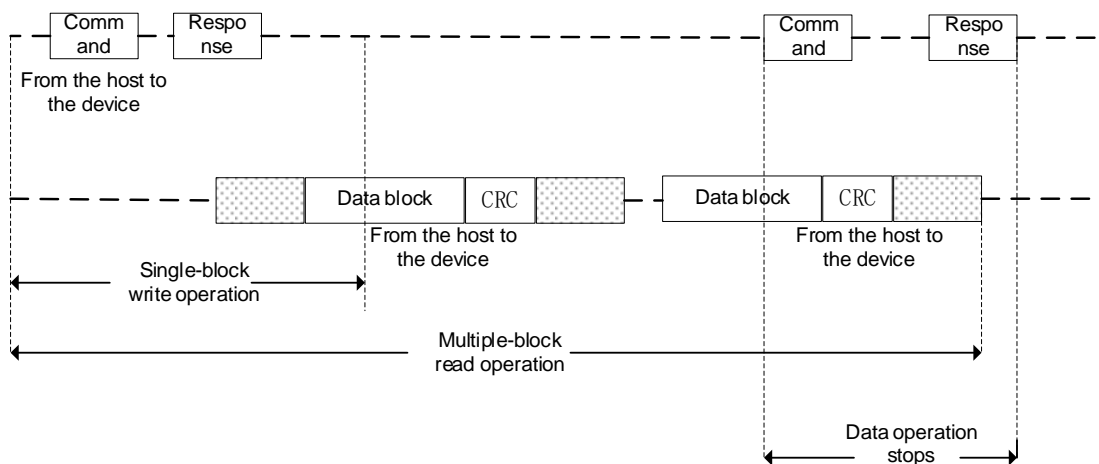 Comm
and
Respo
nse
Comm
and
Respo
nse
From the host to
the device
Data block
CRC
Data block
CRC
From the host to
the device
From the host to
the device
Single-block
write operation
Multiple-block
read operation
Data operation
stops